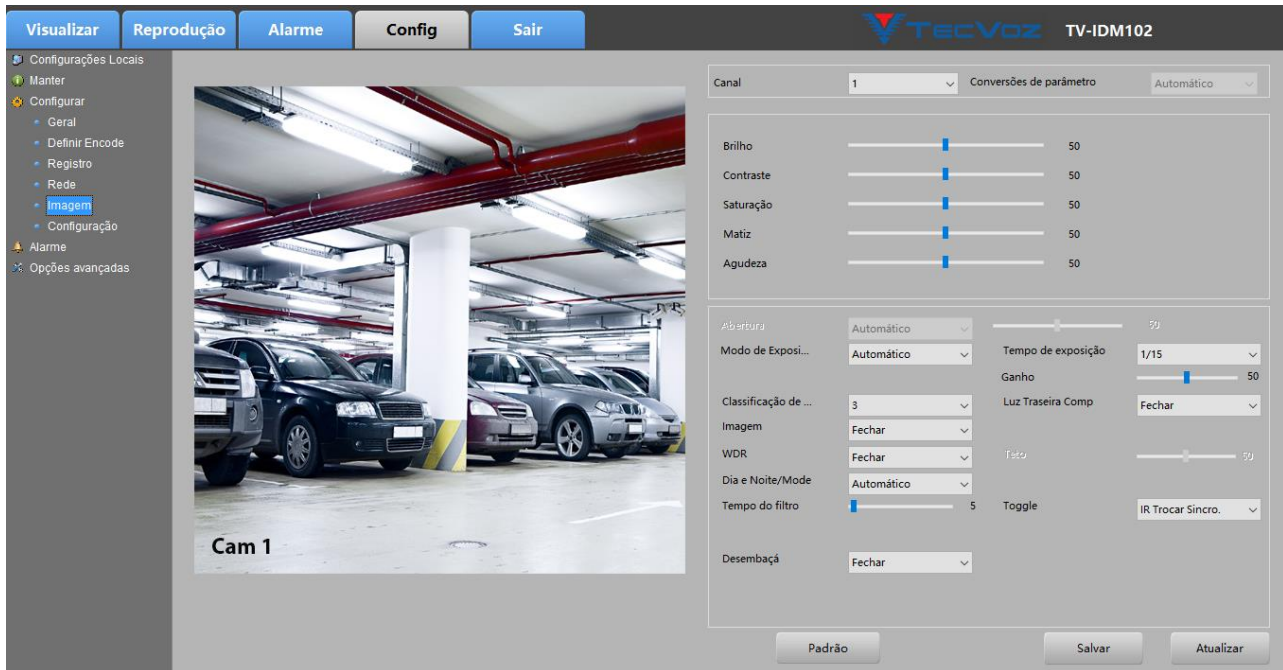 Visualizar Reprodução Alarme Config Sair TECVOZ TV-IDM102
Configurações Locais
Manter
Configurar
Geral
Definir Encode
Registro
Rede
Imagem
Configuração
Alarme
Opções avançadas
Cam 1
Canal 1 Conversões de parâmetro Automático
Brilho 50
Contraste 50
Saturação 50
Matiz 50
Agudeza 50
Abertura Automático 50
Modo de Exposi... Automático Tempo de exposição 1/15
Ganho 50
Classificação de ... 3 Luz Traseira Comp Fechar
Imagem Fechar
WDR Fechar Teto 50
Dia e Noite/Mode Automático
Tempo do filtro 5 Toggle IR Trocar Sincro.
Desembaçá Fechar
Padrão Salvar Atualizar